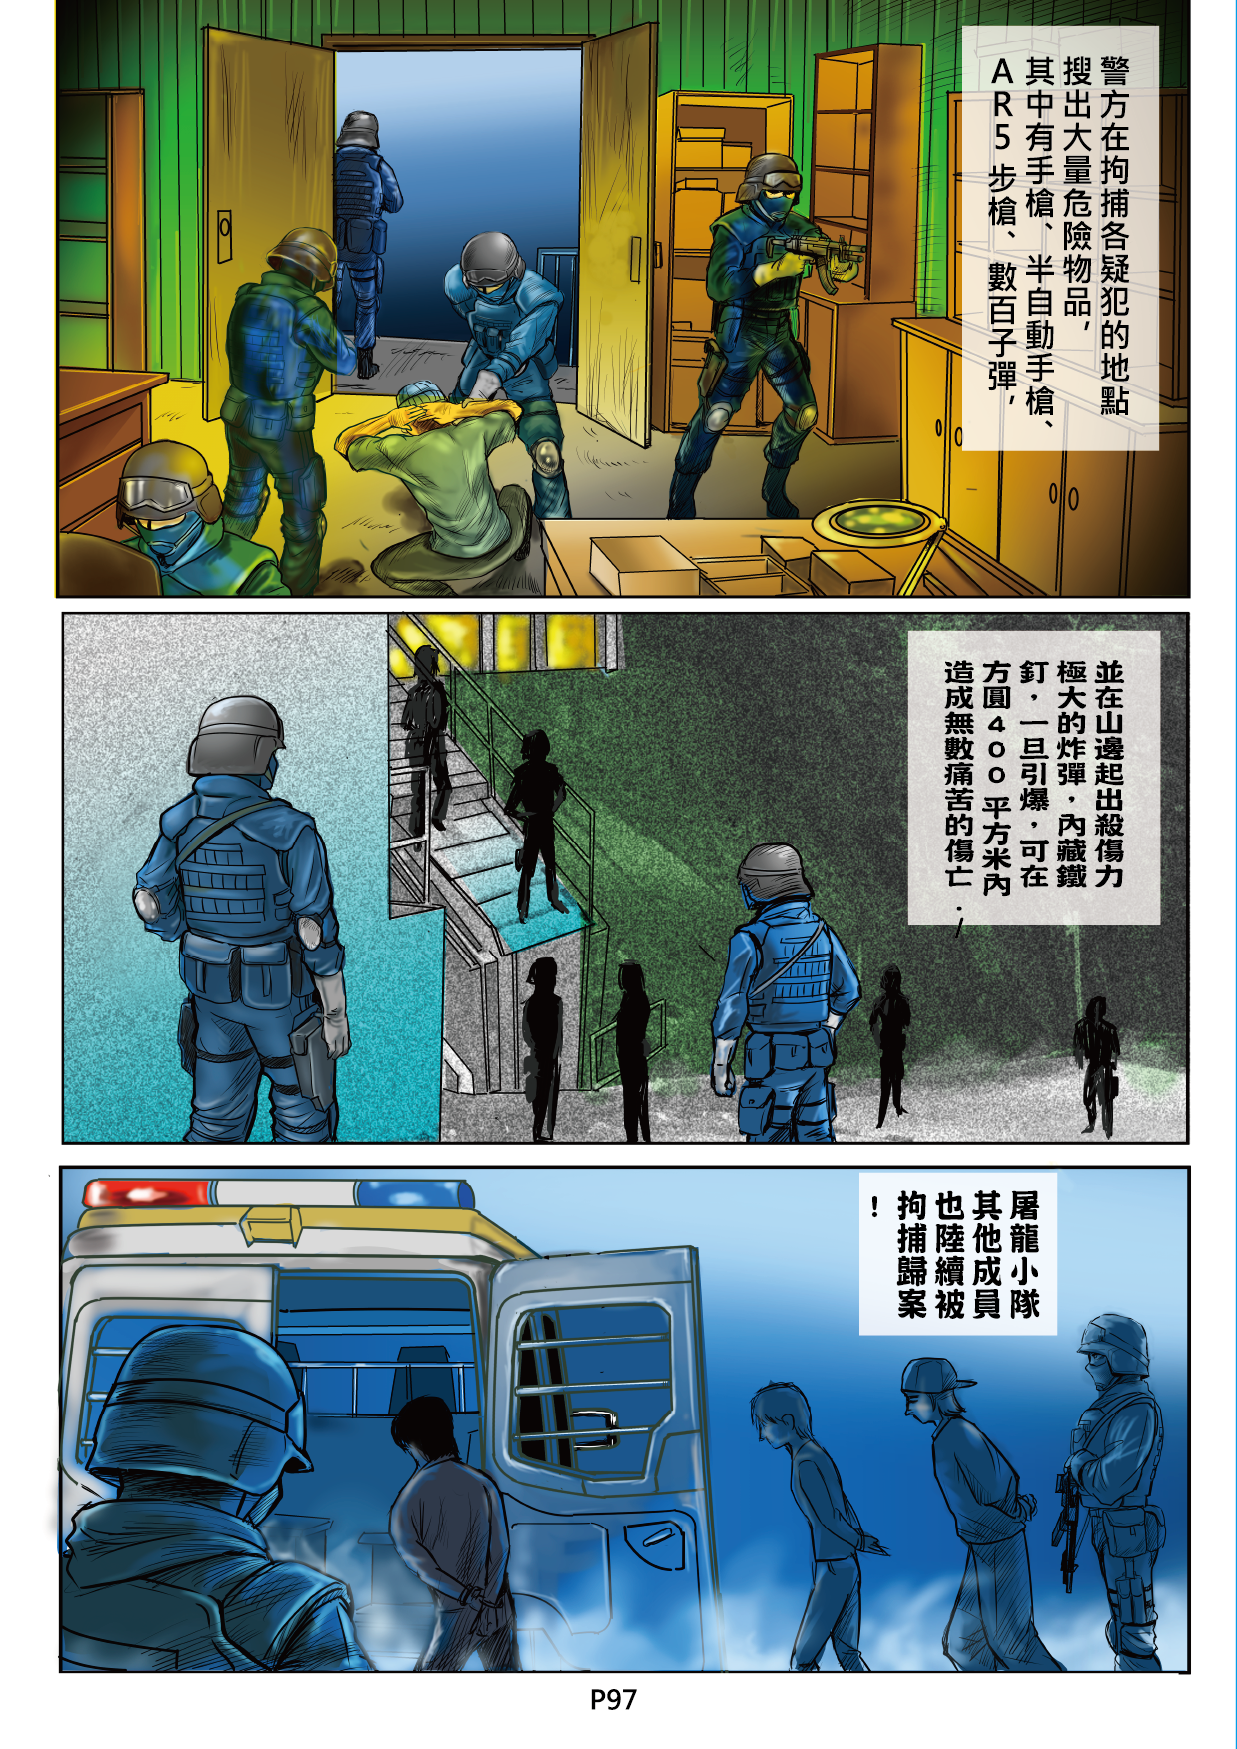 警方在拘捕各疑犯的地點
搜出大量危險物品，
其中有手槍、半自動手槍、
AR5步槍、數百子彈，
並在山邊起出殺傷力
極大的炸彈，內藏鐵
釘，一旦引爆，可在
方圓400平方米內
造成無數痛苦的傷亡./
屠龍小隊
其他成員
也陸續被
拘捕歸案
！
P97